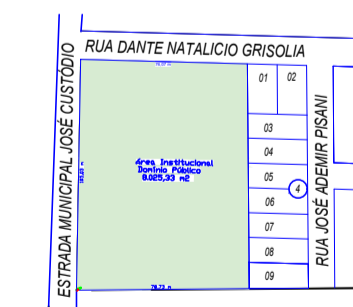 RUA DANTE NATALICIO GRISOLIA
ESTRADA MUNICIPAL JOSÉ CUSTÓDIO
01
02
Área Institucional
Domínio Público
8.025,33 m2
03
04
05
4
06
07
08
09
RUA JOSÉ ADEMIR PISANI